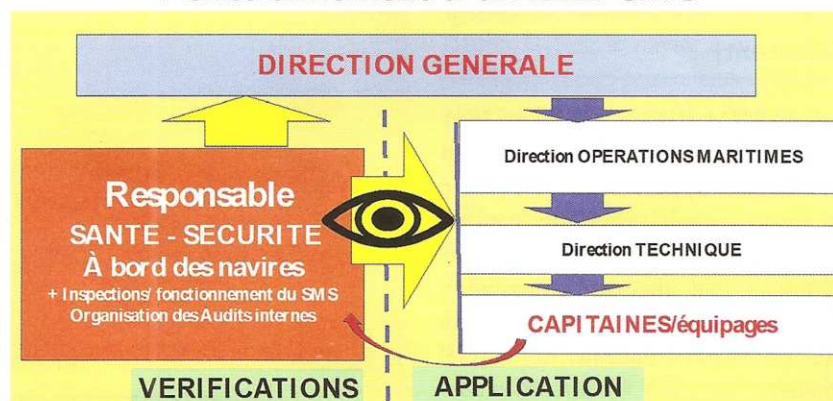 DIRECTION GENERALE
Responsable
SANTE - SECURITE
À bord des navires
+ Inspections/ fonctionnement du SMS
Organisation des Audits internes
Direction OPERATIONS MARITIMES
Direction TECHNIQUE
CAPITAINES/équipages
VERIFICATIONS
APPLICATION